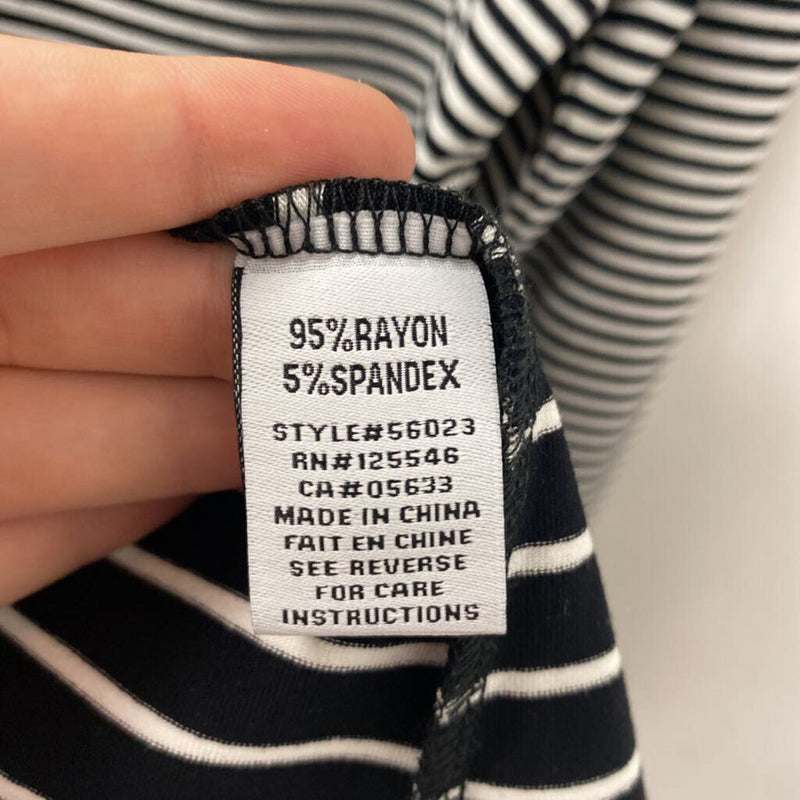 95%RAYON
5%SPANDEX
STYLE#56023
RN#125546
CA#05633
MADE IN CHINA
FAIT EN CHINE
SEE REVERSE
FOR CARE
INSTRUCTIONS